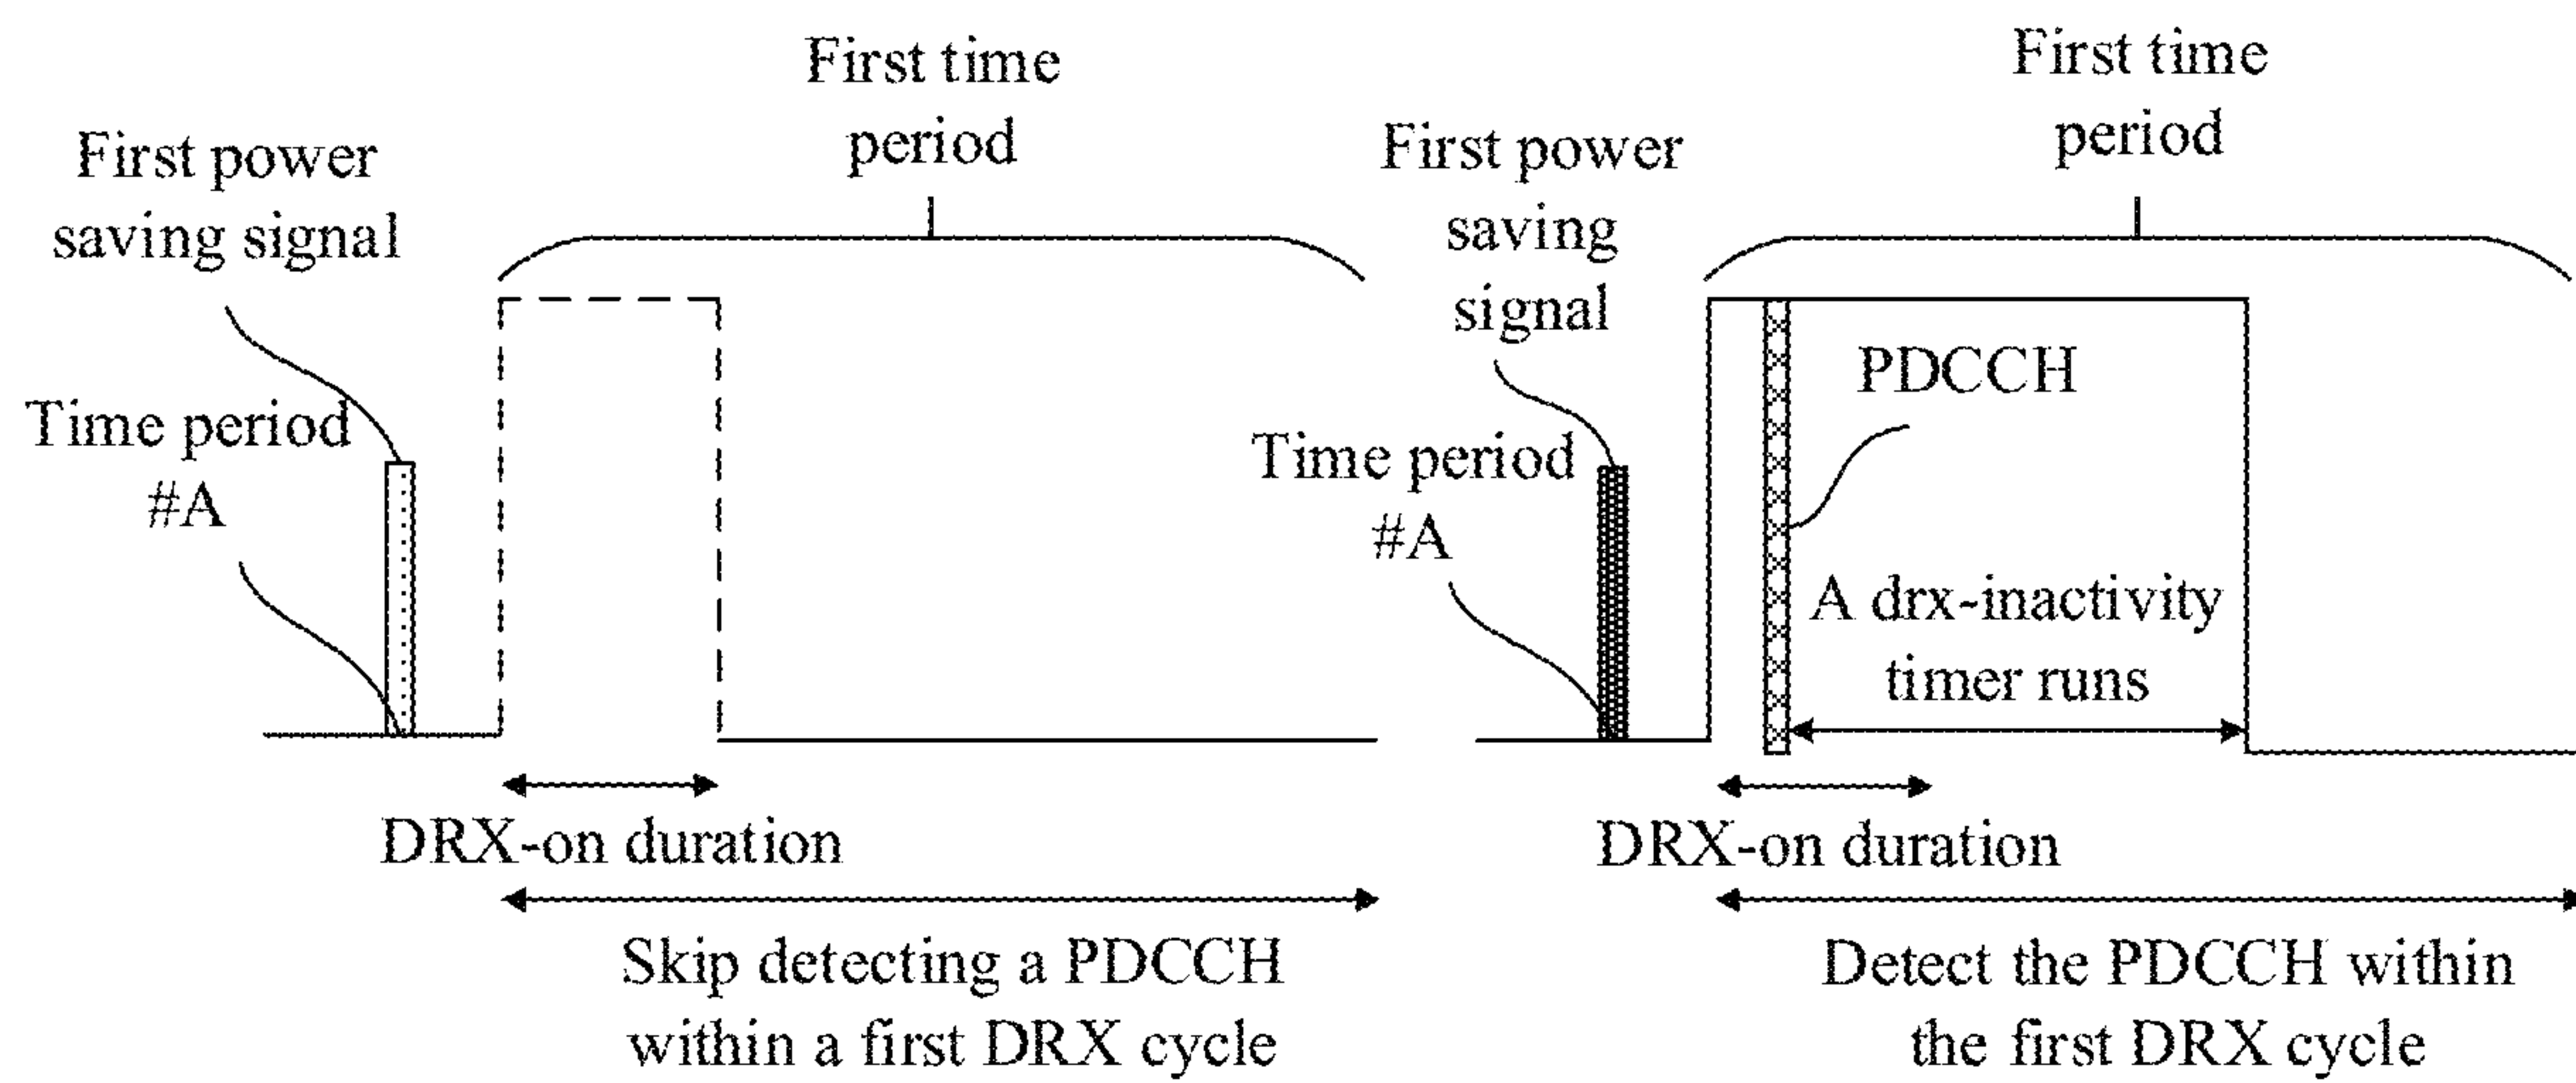 First time
period
First power
saving signal
Time period
#A
DRX-on duration
Skip detecting a PDCCH
within a first DRX cycle
First time
period
First power
saving
signal
PDCCH
Time period
#A
A drx-inactivity
timer runs
DRX-on duration
Detect the PDCCH within
the first DRX cycle